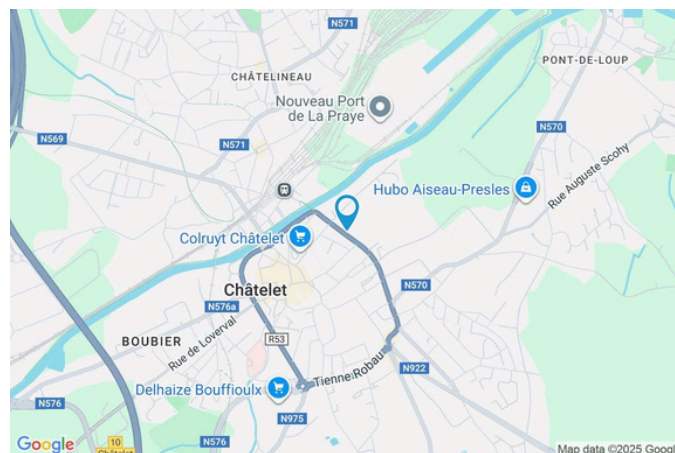 N571
PONT-DE-LOUP
CHÂTELINEAU
Nouveau Port
de La Praye
N569
N571
N570
Rue Auguste Scohy
Hubo Aiseau-Presles
Colruyt Châtelet
Châtelet
N570
N576a
R53
BOUBIER
Rue de Loverval
Tienne Robau
N922
Delhaize Bouffioulx
N576
N975
N576
10
Châtelet
Google
Map data ©2025 Google